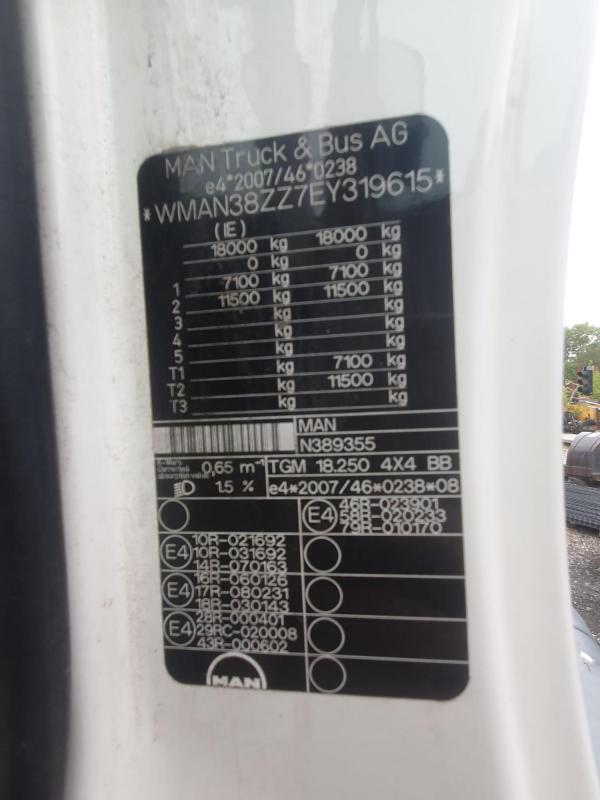 MAN Truck & Bus AG
e4*2007/46*0238
*WMAN38ZZ7EY319615*
(IE)
18000 kg 18000 kg
0 kg 0 kg
1 7100 kg 7100 kg
2 11500 kg 11500 kg
3 kg kg
4 kg kg
5 kg kg
T1 kg 7100 kg
T2 kg 11500 kg
T3 kg kg
MAN
N389355
K-Wert:
Corrected
absorption value: 0,65 m⁻¹
TGM 18.250 4X4 BB
1.5 %
e4*2007/46*0238*08
E4 46R-023901
58R-020233
79R-010170
E4 10R-021692
10R-031692
14R-070163
E4 16R-060126
17R-080231
18R-030143
E4 28R-000401
29RC-020008
43R-000602
MAN